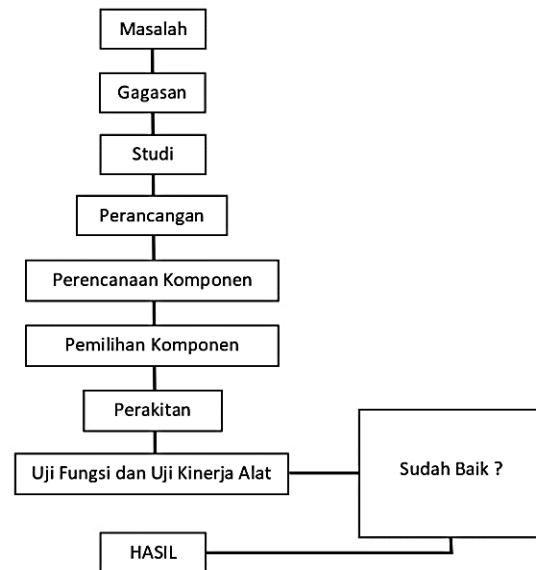 Masalah
Gagasan
Studi
Perancangan
Perencanaan Komponen
Pemilihan Komponen
Perakitan
Uji Fungsi dan Uji Kinerja Alat
Sudah Baik ?
HASIL